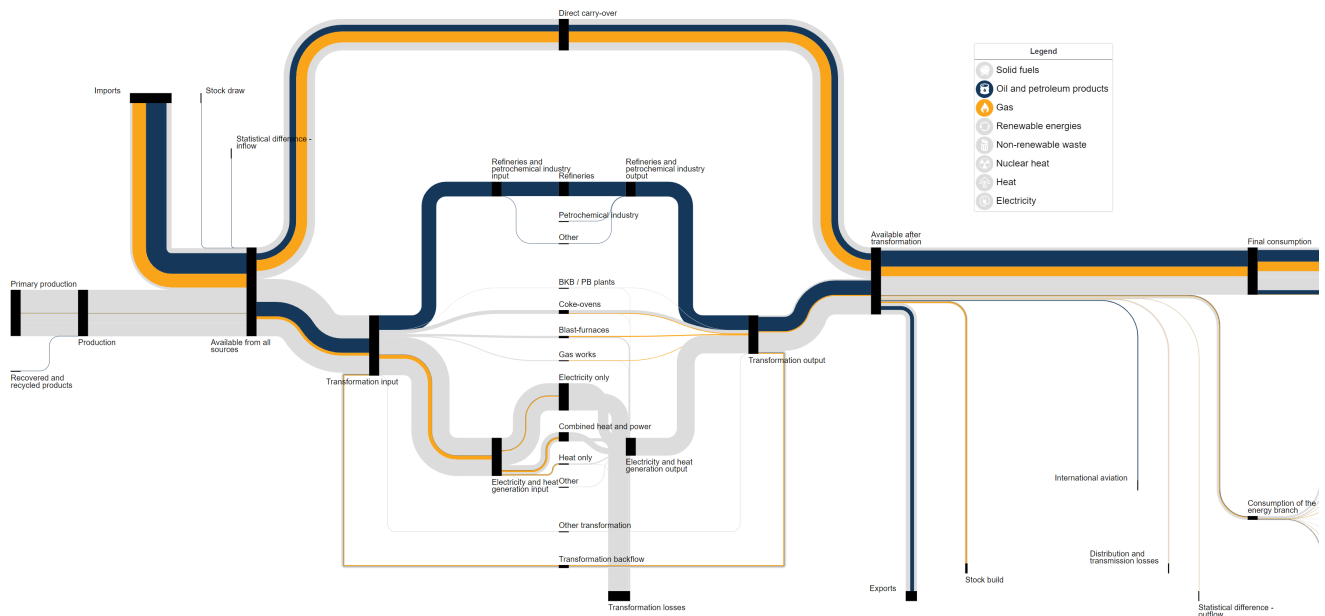 Direct carry-over
Legend
Solid fuels
Oil and petroleum products
Gas
Renewable energies
Non-renewable waste
Nuclear heat
Heat
Electricity
Imports
Stock draw
Statistical difference -
inflow
Refineries and
petrochemical industry
input
Refineries
Refineries and
petrochemical industry
output
Petrochemical industry
Other
Available after
transformation
Final consumption
Primary production
Production
Available from all
sources
Recovered and
recycled products
BKB / PB plants
Coke-ovens
Blast-furnaces
Gas works
Transformation input
Transformation output
Electricity only
Combined heat and power
Heat only
Other
Electricity and heat
generation input
Electricity and heat
generation output
Other transformation
Transformation backflow
Transformation losses
International aviation
Consumption of the
energy branch
Distribution and
transmission losses
Stock build
Exports
Statistical difference -
outflow